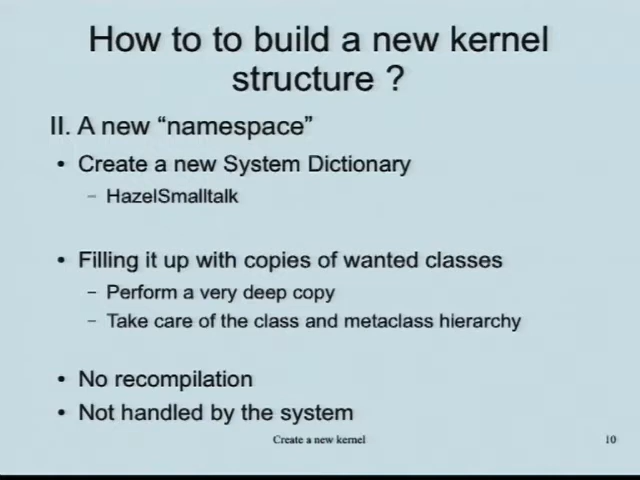 How to to build a new kernel
structure ?
II. A new “namespace”
• Create a new System Dictionary
– HazelSmalltalk
• Filling it up with copies of wanted classes
– Perform a very deep copy
– Take care of the class and metaclass hierarchy
• No recompilation
• Not handled by the system
Create a new kernel
10